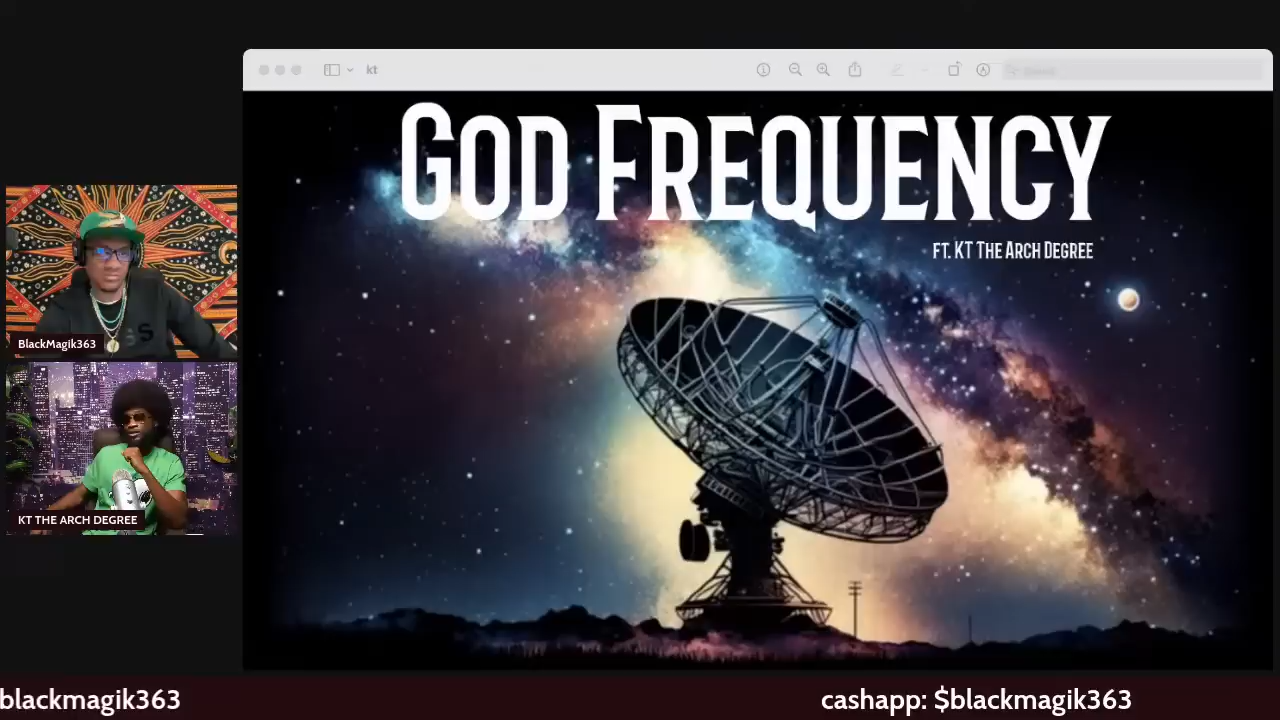 kt
GOD FREQUENCY
FT. KT THE ARCH DEGREE
BlackMagik363
KT THE ARCH DEGREE
blackmagik363
cashapp: $blackmagik363